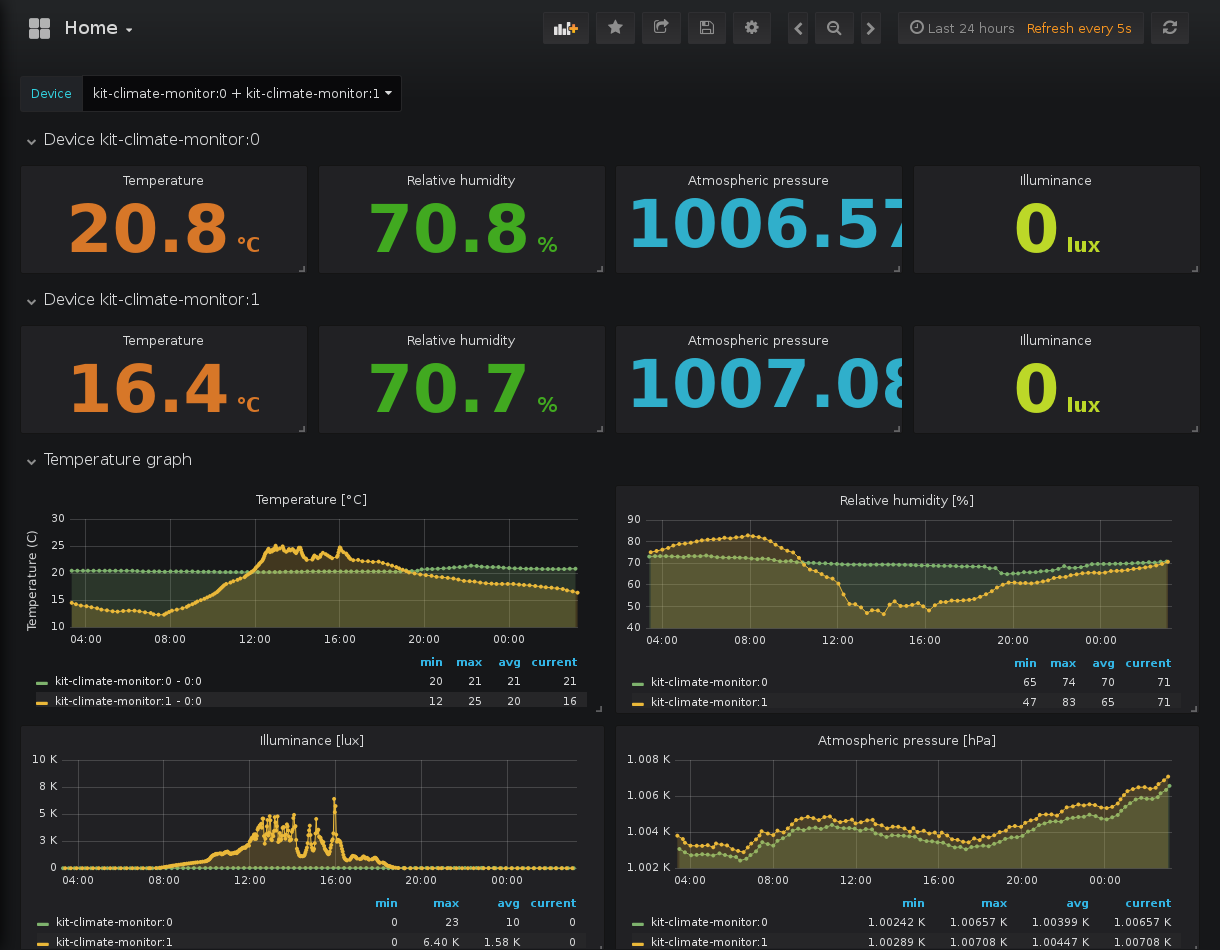 Home
Last 24 hours Refresh every 5s
Device kit-climate-monitor:0 + kit-climate-monitor:1
Device kit-climate-monitor:0
Temperature Relative humidity Atmospheric pressure Illuminance
20.8 °C 70.8 % 1006.57 0 lux
Device kit-climate-monitor:1
Temperature Relative humidity Atmospheric pressure Illuminance
16.4 °C 70.7 % 1007.08 0 lux
Temperature graph
Temperature [°C]
Temperature (C)
30
25
20
15
10
04:00 08:00 12:00 16:00 20:00 00:00
min max avg current
kit-climate-monitor:0 - 0:0 20 21 21 21
kit-climate-monitor:1 - 0:0 12 25 20 16
Relative humidity [%]
90
80
70
60
50
40
04:00 08:00 12:00 16:00 20:00 00:00
min max avg current
kit-climate-monitor:0 65 74 70 71
kit-climate-monitor:1 47 83 65 71
Illuminance [lux]
10 K
8 K
5 K
3 K
0
04:00 08:00 12:00 16:00 20:00 00:00
min max avg current
kit-climate-monitor:0 0 23 10 0
kit-climate-monitor:1 0 6.40 K 1.58 K 0
Atmospheric pressure [hPa]
1.008 K
1.006 K
1.004 K
1.002 K
04:00 08:00 12:00 16:00 20:00 00:00
min max avg current
kit-climate-monitor:0 1.00242 K 1.00657 K 1.00399 K 1.00657 K
kit-climate-monitor:1 1.00289 K 1.00708 K 1.00447 K 1.00708 K